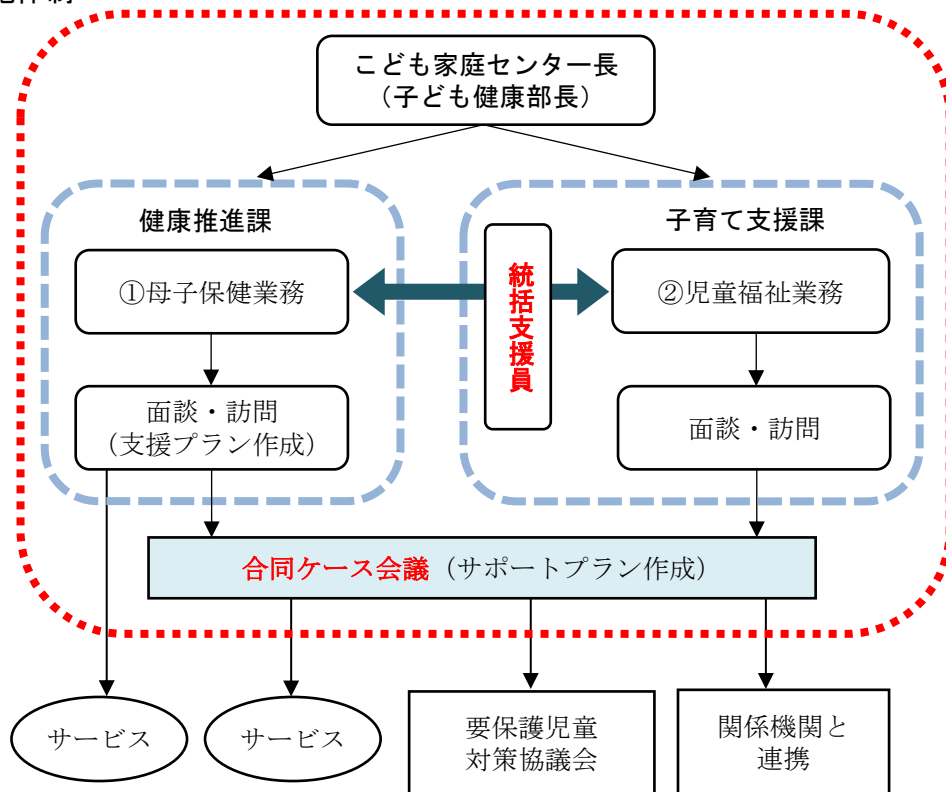 こども家庭センター長
（子ども健康部長）
健康推進課
子育て支援課
①母子保健業務
統括支援員
②児童福祉業務
面談・訪問
（支援プラン作成）
面談・訪問
合同ケース会議（サポートプラン作成）
サービス
サービス
要保護児童
対策協議会
関係機関と
連携